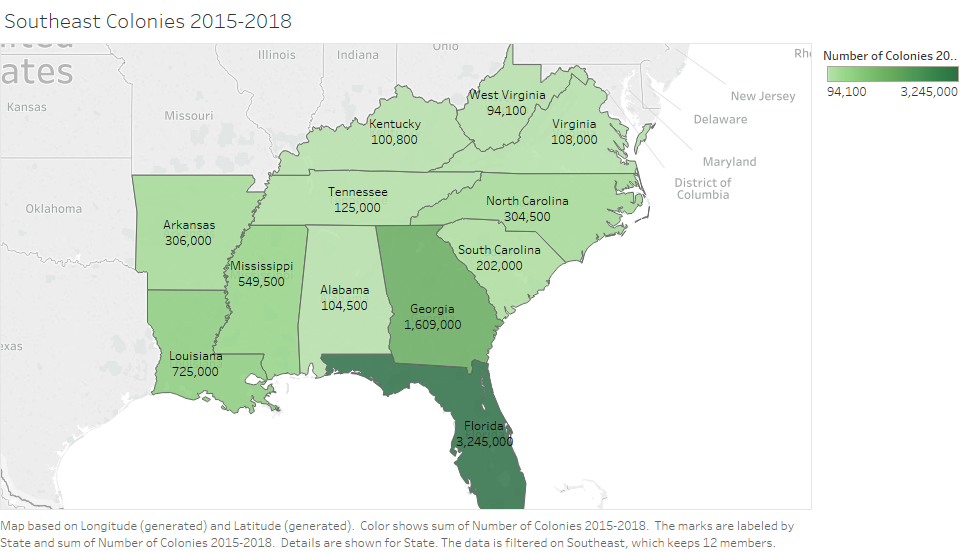 Southeast Colonies 2015-2018
ates
Illinois
Indiana
Ohio
Kansas
Missouri
Oklahoma
West Virginia
94,100
Kentucky
100,800
Virginia
108,000
New Jersey
Delaware
Maryland
District of
Columbia
Tennessee
125,000
North Carolina
304,500
Arkansas
306,000
South Carolina
202,000
Mississippi
549,500
Alabama
104,500
Georgia
1,609,000
Louisiana
725,000
Florida
3,245,000
Number of Colonies 20..
94,100 3,245,000
Map based on Longitude (generated) and Latitude (generated). Color shows sum of Number of Colonies 2015-2018. The marks are labeled by
State and sum of Number of Colonies 2015-2018. Details are shown for State. The data is filtered on Southeast, which keeps 12 members.